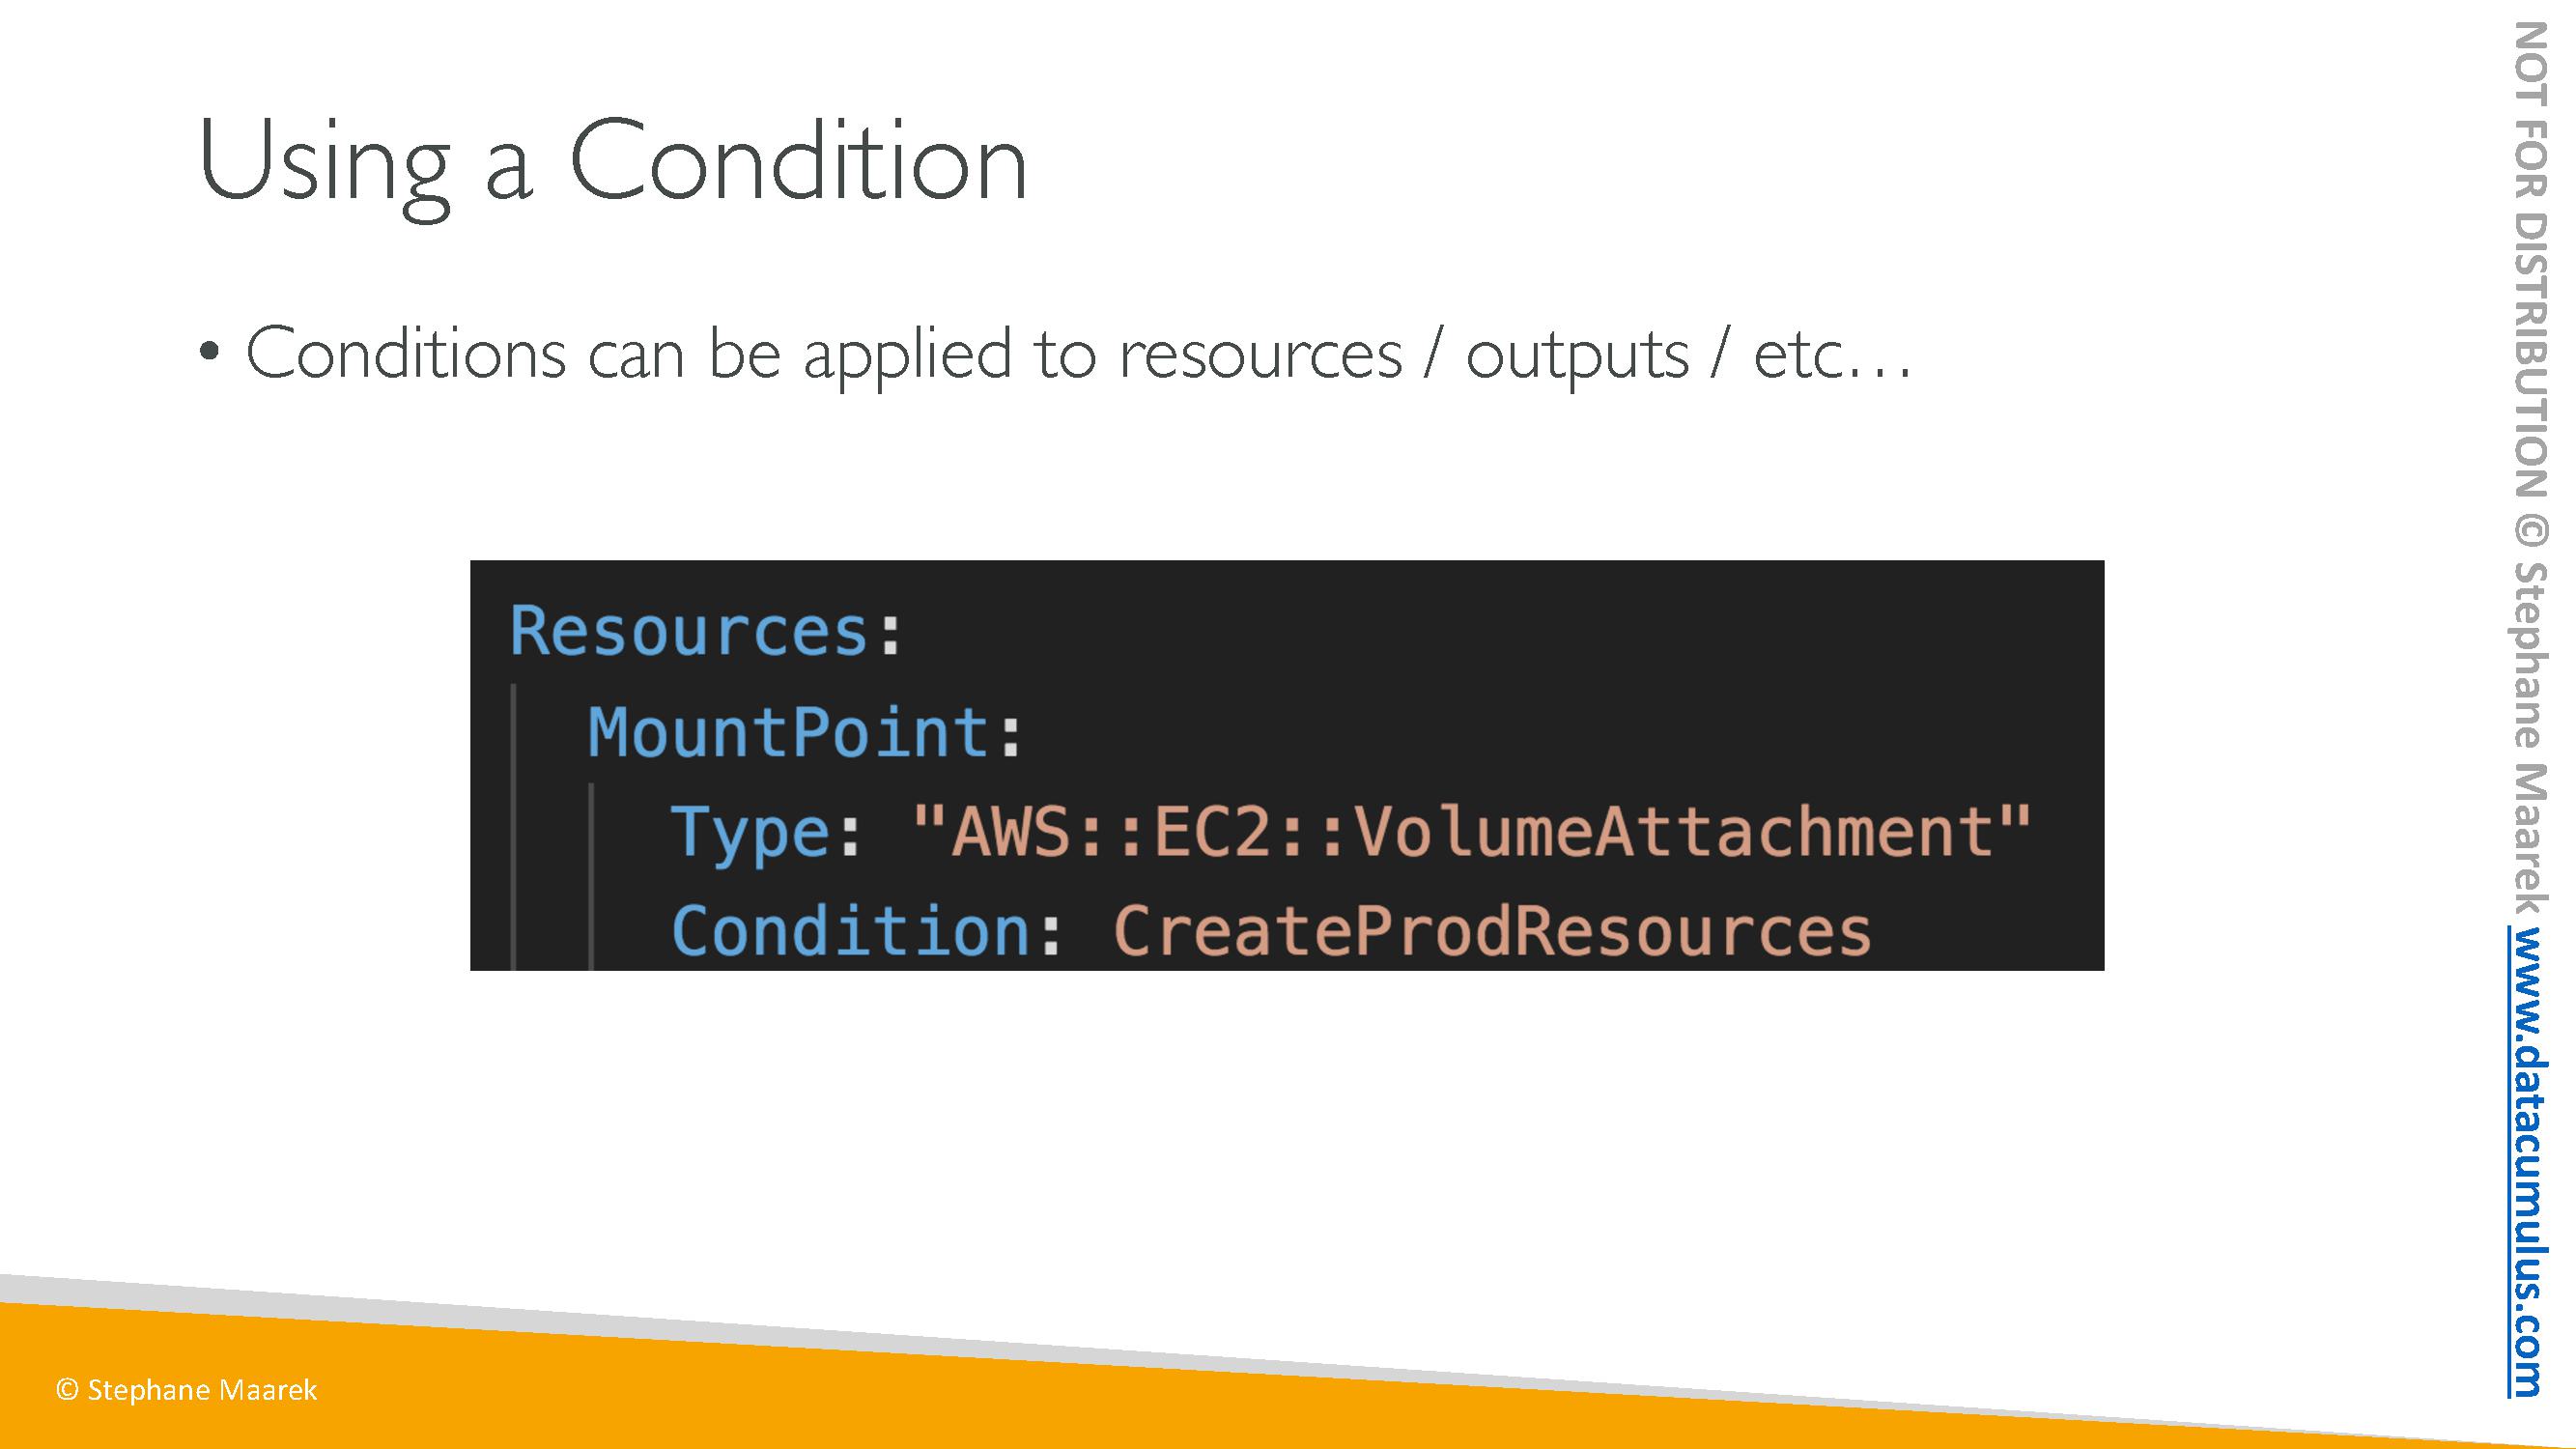 Using a Condition
• Conditions can be applied to resources / outputs / etc…
Resources:
MountPoint:
Type: "AWS::EC2::VolumeAttachment"
Condition: CreateProdResources
© Stephane Maarek
NOT FOR DISTRIBUTION © Stephane Maarek www.datacumulus.com